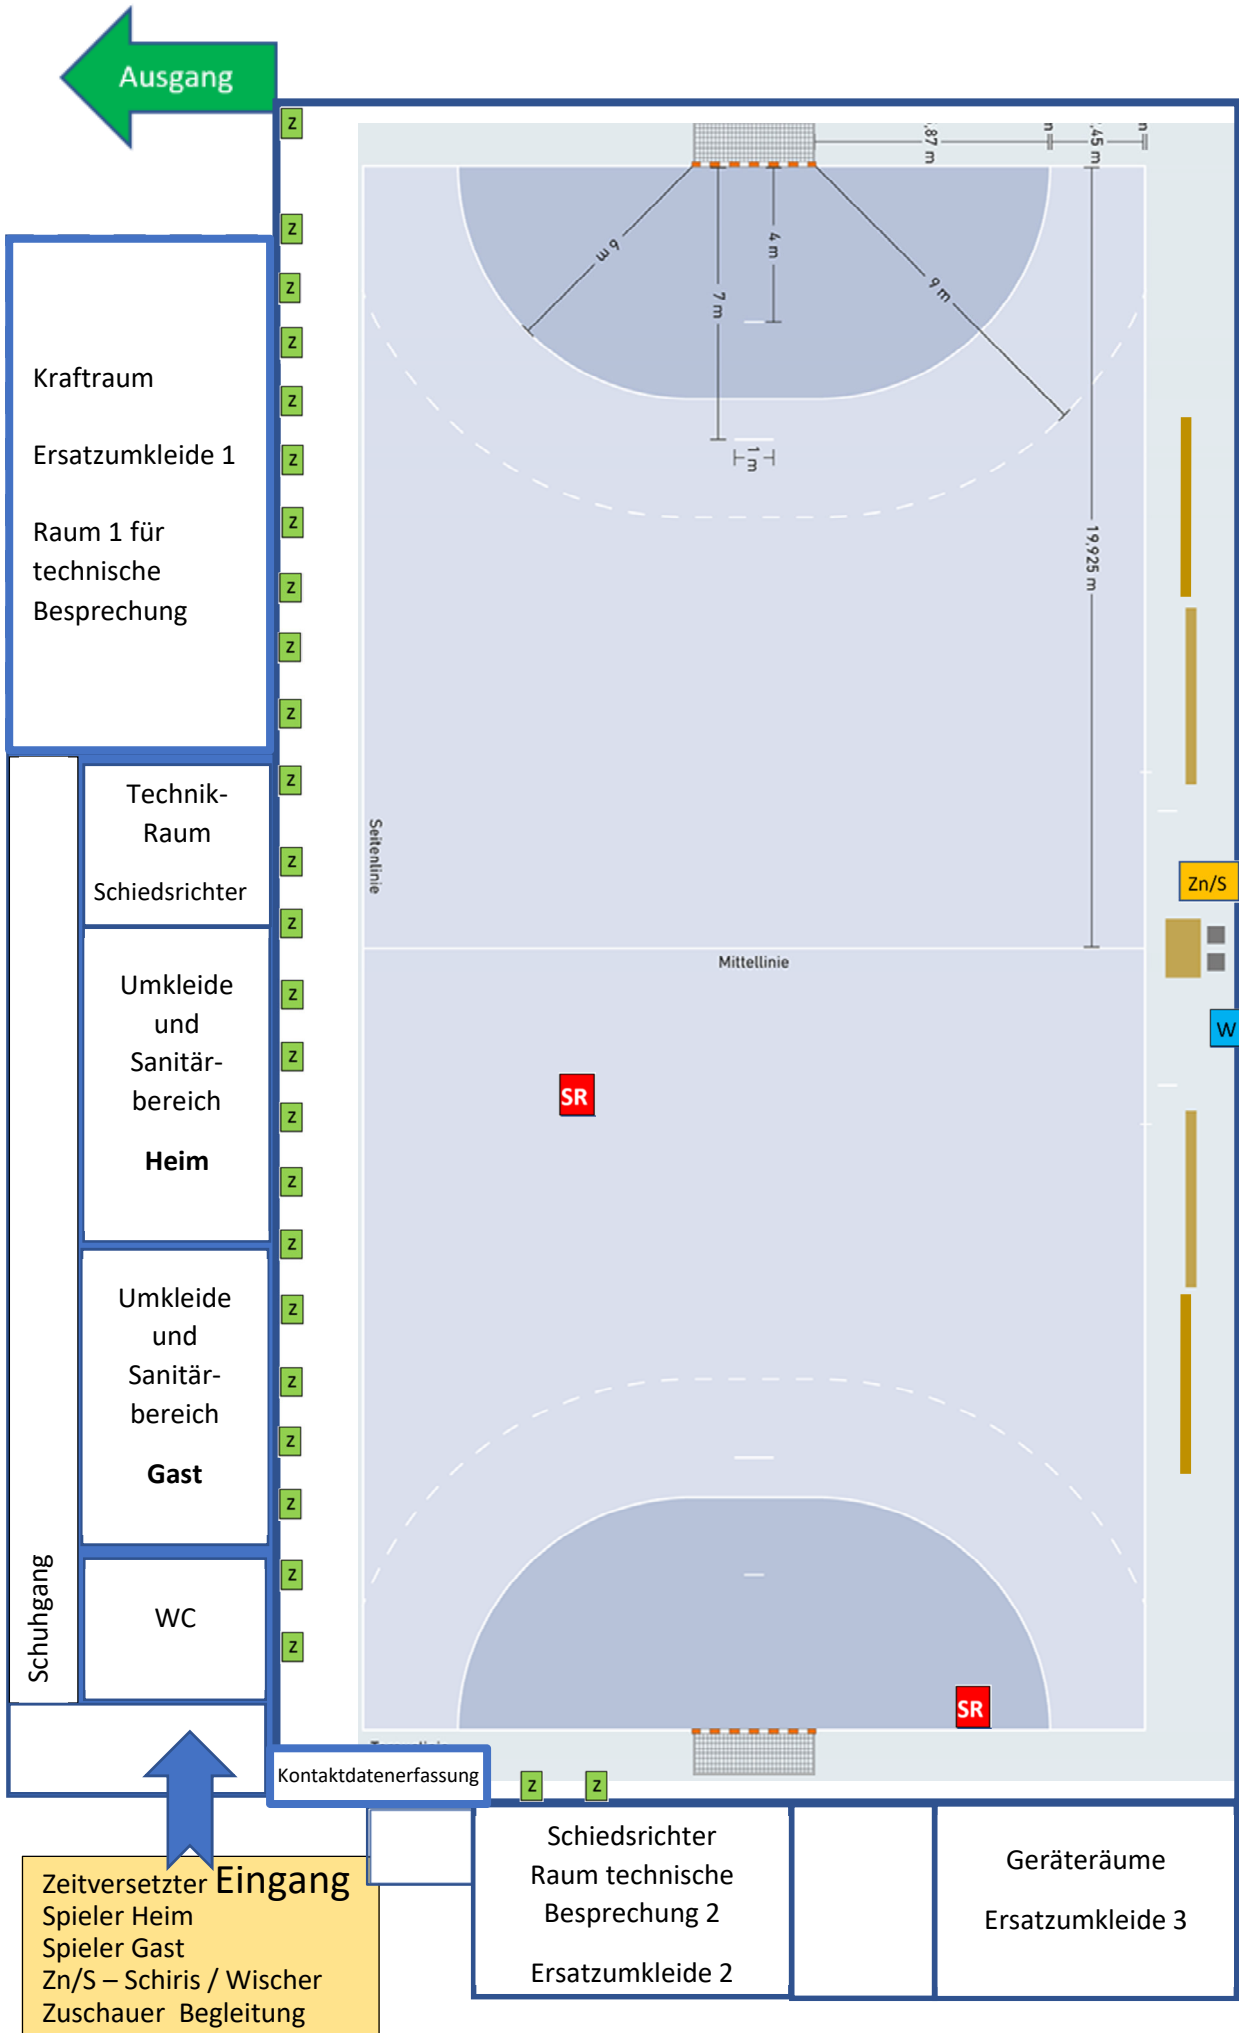 Ausgang
Z
,87 m
,45 m
n
n
Z
6 m
4 m
9 m
7 m
Z
Z
Kraftraum
Z
Ersatzumkleide 1
Z
1 m
Raum 1 für
technische
Besprechung
Z
19,925 m
Z
Z
Z
Technik-
Raum
Schiedsrichter
Z
Seitenlinie
Z
Zn/S
Z
Mittellinie
Umkleide
und
Sanitär-
bereich
Heim
Z
W
Z
SR
Z
Z
Z
Umkleide
und
Sanitär-
bereich
Gast
Z
Z
Z
Z
Schuhgang
WC
Z
Z
SR
Kontaktdatenerfassung
Z
Z
Schiedsrichter
Raum technische
Besprechung 2
Ersatzumkleide 2
Geräteräume
Ersatzumkleide 3
Zeitversetzter Eingang
Spieler Heim
Spieler Gast
Zn/S – Schiris / Wischer
Zuschauer Begleitung